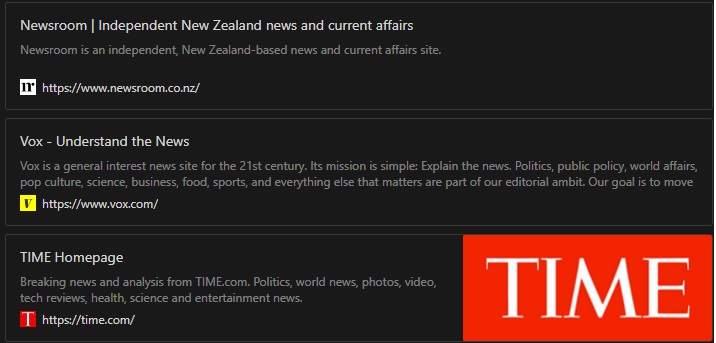 Newsroom | Independent New Zealand news and current affairs
Newsroom is an independent, New Zealand-based news and current affairs site.
nr https://www.newsroom.co.nz/
Vox - Understand the News
Vox is a general interest news site for the 21st century. Its mission is simple: Explain the news. Politics, public policy, world affairs,
pop culture, science, business, food, sports, and everything else that matters are part of our editorial ambit. Our goal is to move
v https://www.vox.com/
TIME Homepage
Breaking news and analysis from TIME.com. Politics, world news, photos, video,
tech reviews, health, science and entertainment news.
T https://time.com/
TIME